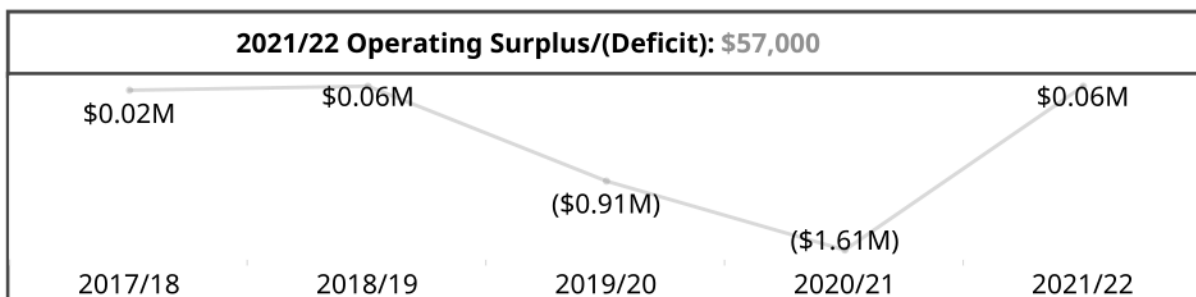 2021/22 Operating Surplus/(Deficit): $57,000
$0.02M $0.06M ($0.91M) ($1.61M) $0.06M
2017/18 2018/19 2019/20 2020/21 2021/22